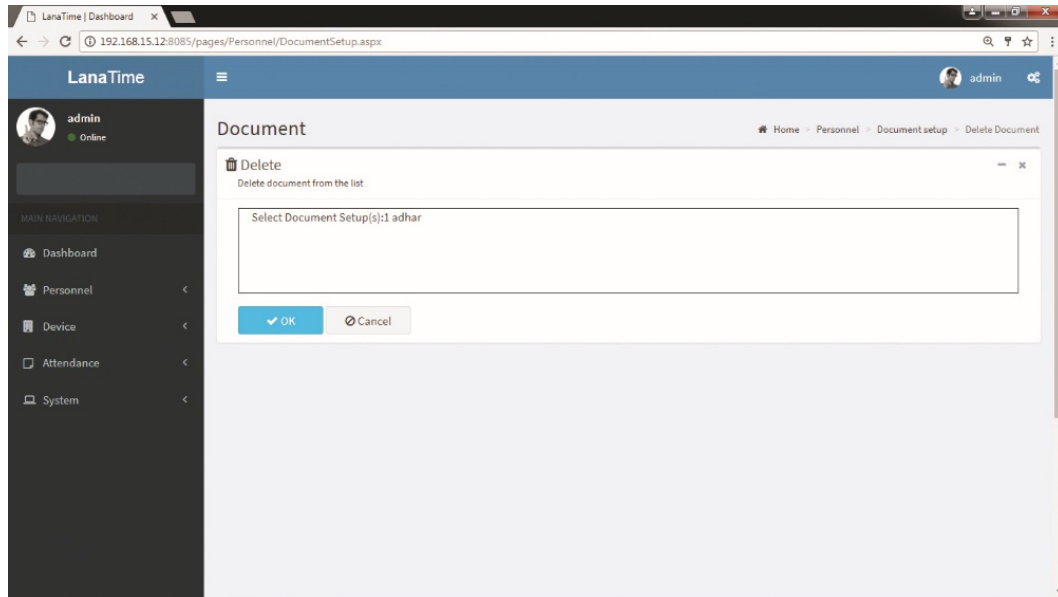 LanaTime | Dashboard
192.168.15.12:8085/pages/Personnel/DocumentSetup.aspx
LanaTime
admin
admin
Online
Document
Home > Personnel > Document setup > Delete Document
Delete
Delete document from the list
MAIN NAVIGATION
Select Document Setup(s):1 adhar
Dashboard
Personnel
OK
Cancel
Device
Attendance
System